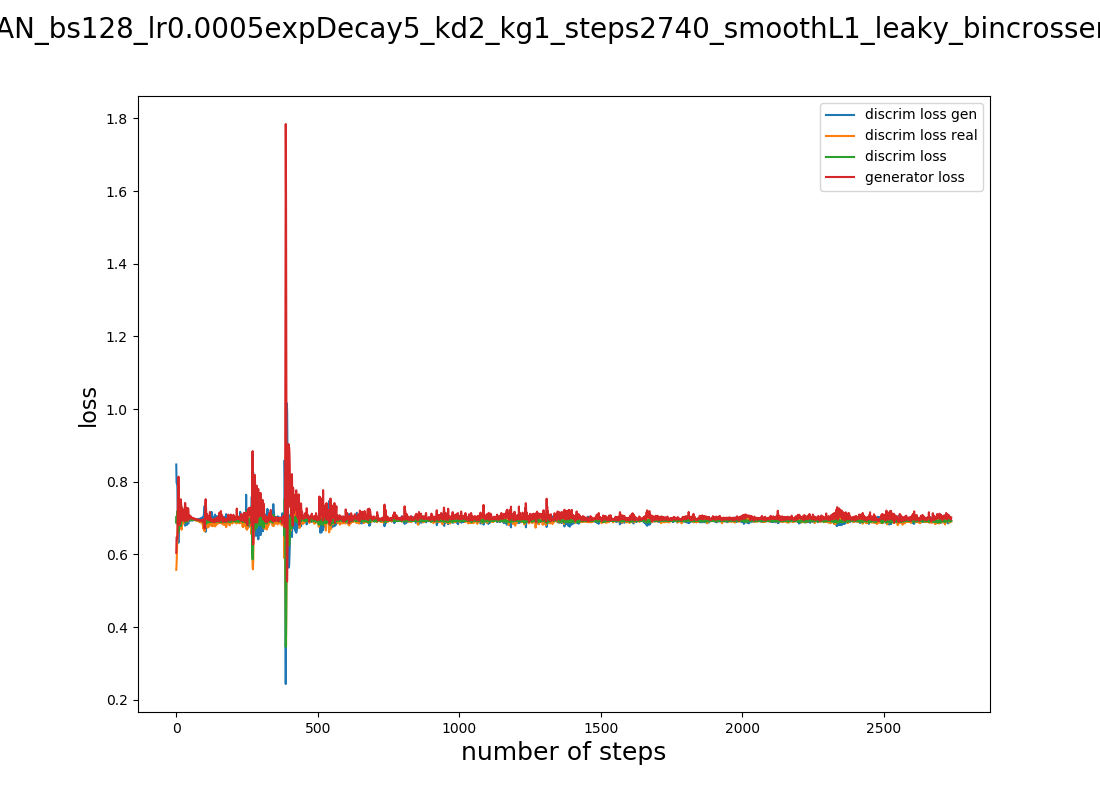 AN_bs128_lr0.0005expDecay5_kd2_kg1_steps2740_smoothL1_leaky_bincrosser
discrim loss gen
discrim loss real
discrim loss
generator loss
1.8
1.6
1.4
1.2
1.0
0.8
0.6
0.4
0.2
loss
0 500 1000 1500 2000 2500
number of steps